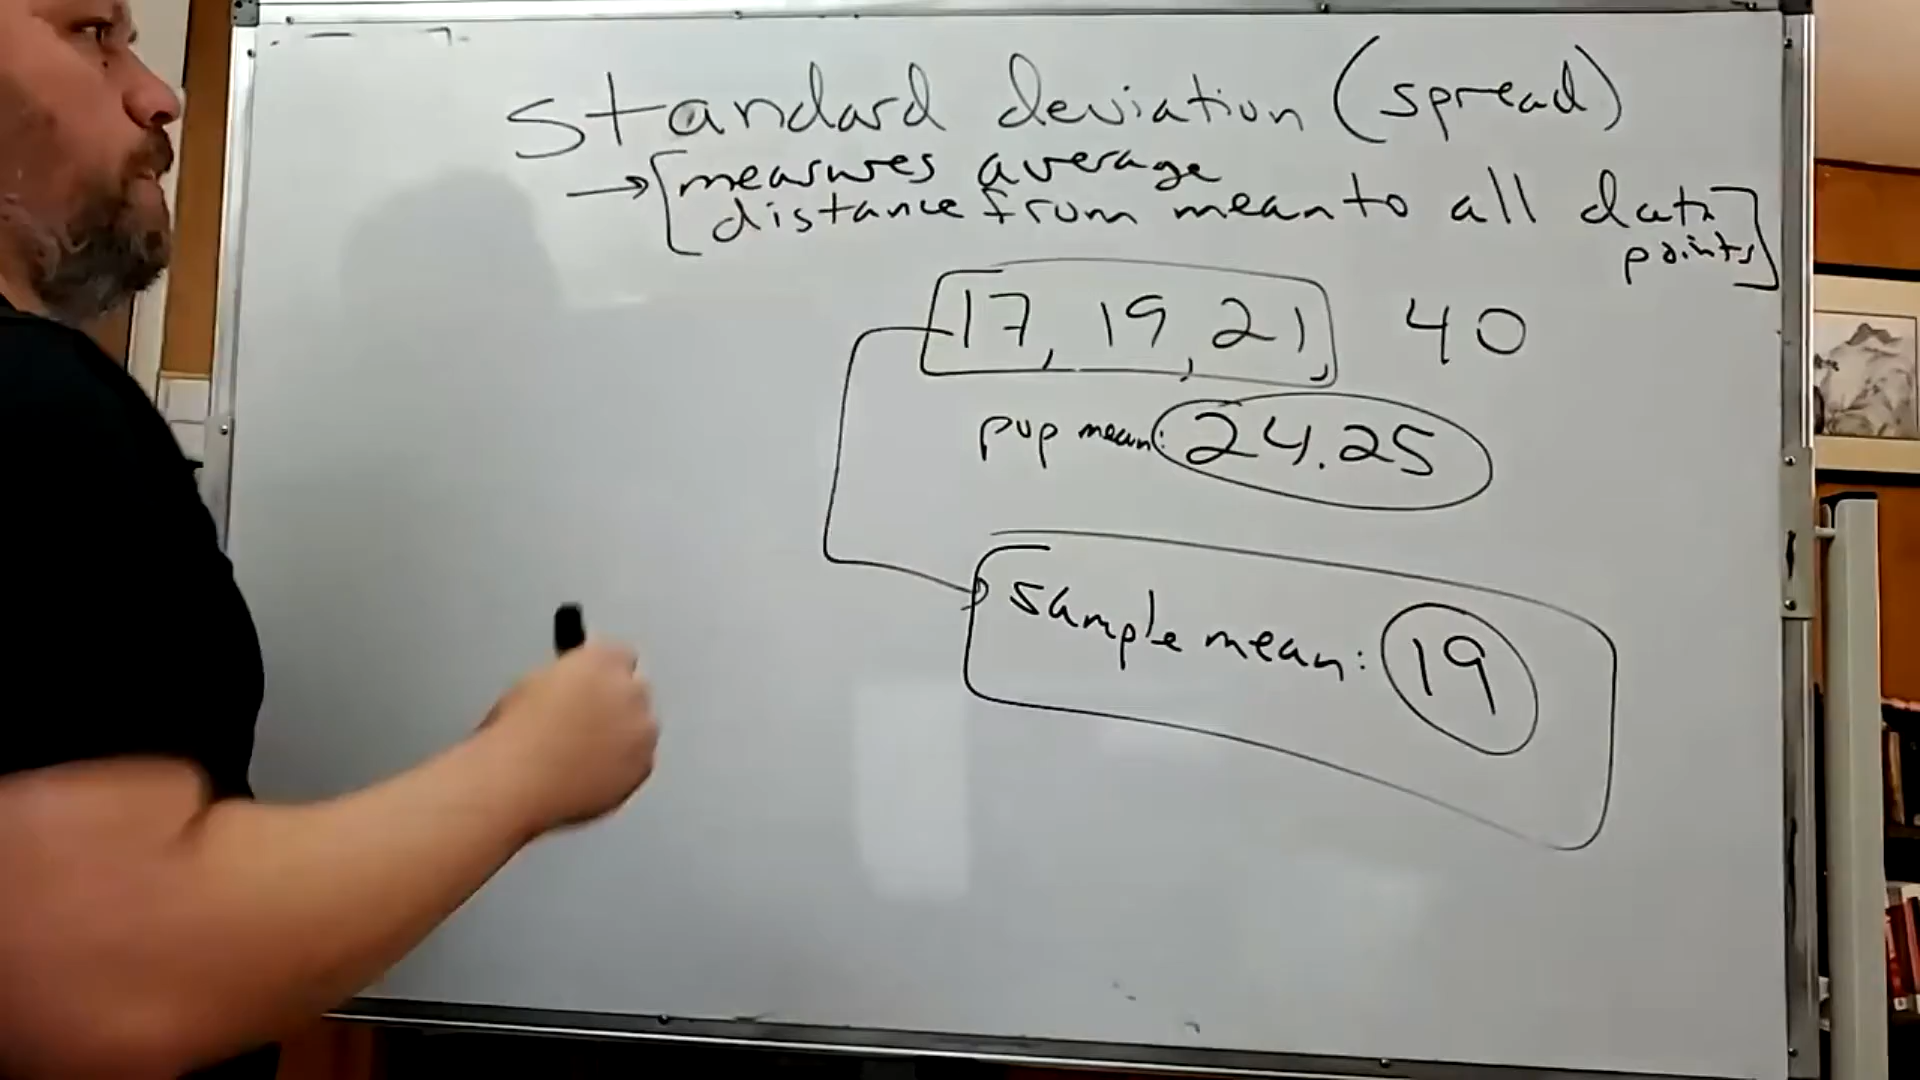 standard deviation (spread)
→ [measures average
distance from mean to all data
points]
17, 19, 21, 40
pop mean: 24.25
sample mean: 19